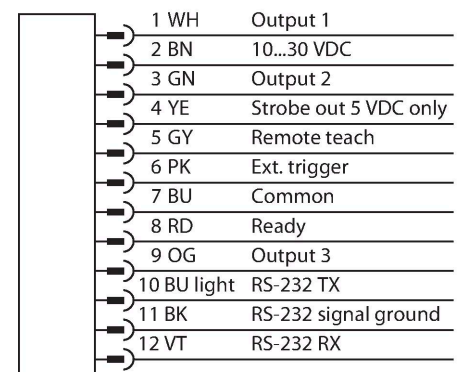 1 WH Output 1
2 BN 10...30 VDC
3 GN Output 2
4 YE Strobe out 5 VDC only
5 GY Remote teach
6 PK Ext. trigger
7 BU Common
8 RD Ready
9 OG Output 3
10 BU light RS-232 TX
11 BK RS-232 signal ground
12 VT RS-232 RX